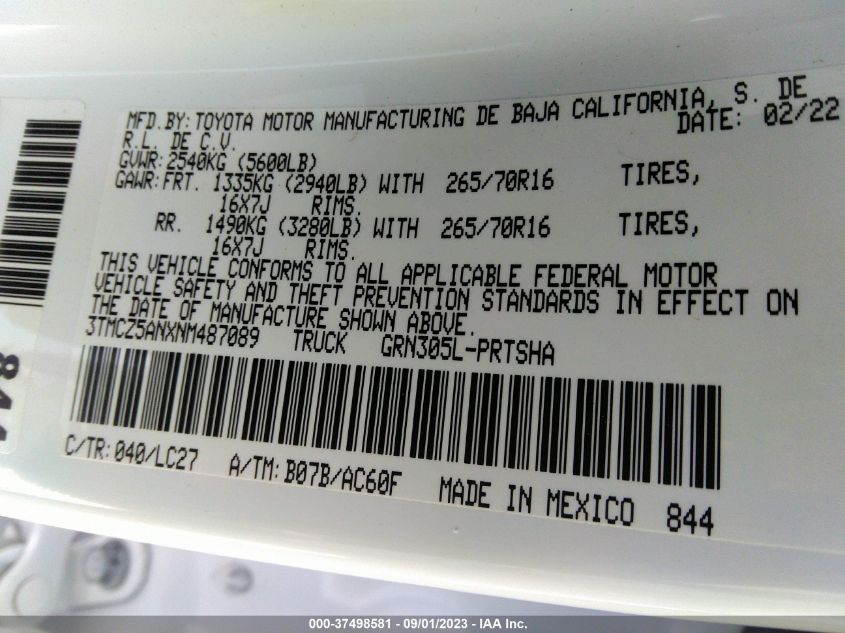 MFD.BY:TOYOTA MOTOR MANUFACTURING DE BAJA CALIFORNIA, S. DE
R.L. DE C.V. DATE: 02/22
GVWR:2540KG (5600LB)
GAWR:FRT. 1335KG (2940LB) WITH 265/70R16 TIRES,
16X7J RIMS.
RR. 1490KG (3280LB) WITH 265/70R16 TIRES,
16X7J RIMS.
THIS VEHICLE CONFORMS TO ALL APPLICABLE FEDERAL MOTOR
VEHICLE SAFETY AND THEFT PREVENTION STANDARDS IN EFFECT ON
THE DATE OF MANUFACTURE SHOWN ABOVE.
3TMCZ5ANXNM487089 TRUCK GRN305L-PRTSHA
C/TR:040/LC27 A/TM:B07B/AC60F MADE IN MEXICO 844
000-37498581 - 09/01/2023 - IAAI.com